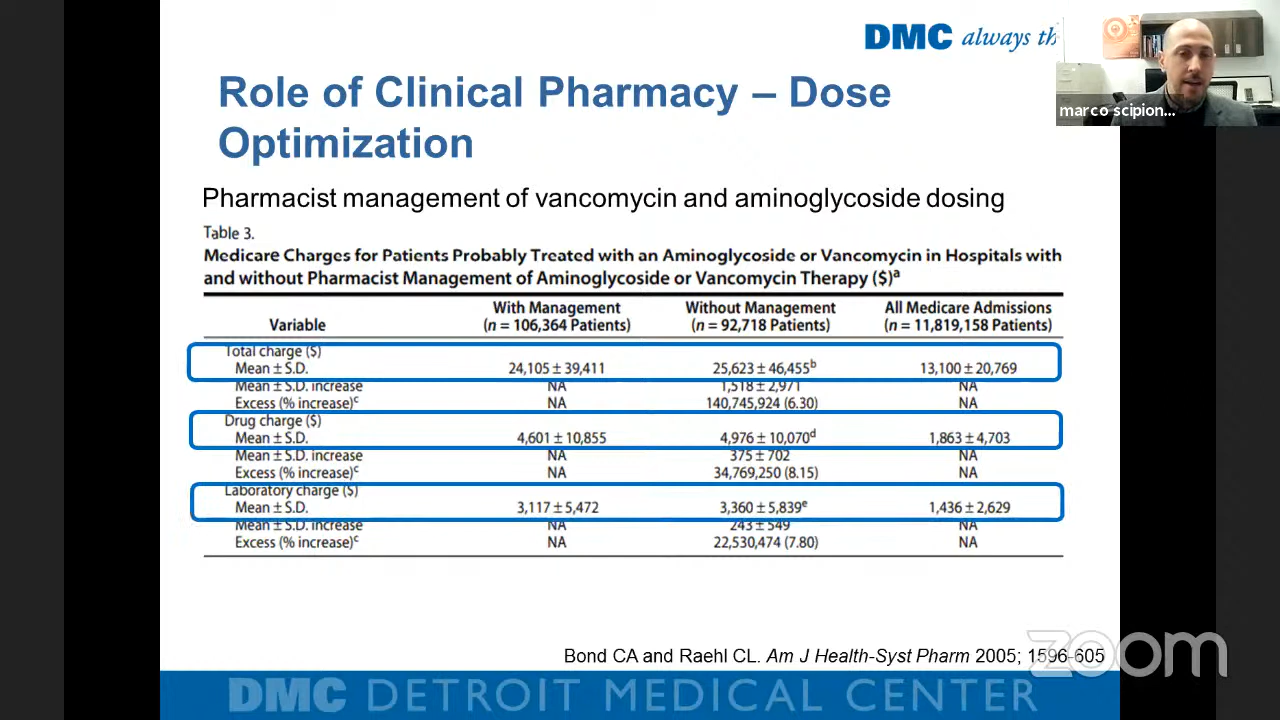 DMC always th
marco scipion...
Role of Clinical Pharmacy – Dose
Optimization
Pharmacist management of vancomycin and aminoglycoside dosing
Table 3.
Medicare Charges for Patients Probably Treated with an Aminoglycoside or Vancomycin in Hospitals with
and without Pharmacist Management of Aminoglycoside or Vancomycin Therapy ($)a
With Management Without Management All Medicare Admissions
Variable (n = 106,364 Patients) (n = 92,718 Patients) (n = 11,819,158 Patients)
Total charge ($)
Mean ± S.D. 24,105 ± 39,411 25,623 ± 46,455b 13,100 ± 20,769
Mean ± S.D. increase NA 1,518 ± 2,971 NA
Excess (% increase)c NA 140,745,924 (6.30) NA
Drug charge ($)
Mean ± S.D. 4,601 ± 10,855 4,976 ± 10,070d 1,863 ± 4,703
Mean ± S.D. increase NA 375 ± 702 NA
Excess (% increase)c NA 34,769,250 (8.15) NA
Laboratory charge ($)
Mean ± S.D. 3,117 ± 5,472 3,360 ± 5,839e 1,436 ± 2,629
Mean ± S.D. increase NA 243 ± 549 NA
Excess (% increase)c NA 22,530,474 (7.80) NA
Bond CA and Raehl CL. Am J Health-Syst Pharm 2005; 1596-605
zoom
DMC DETROIT MEDICAL CENTER